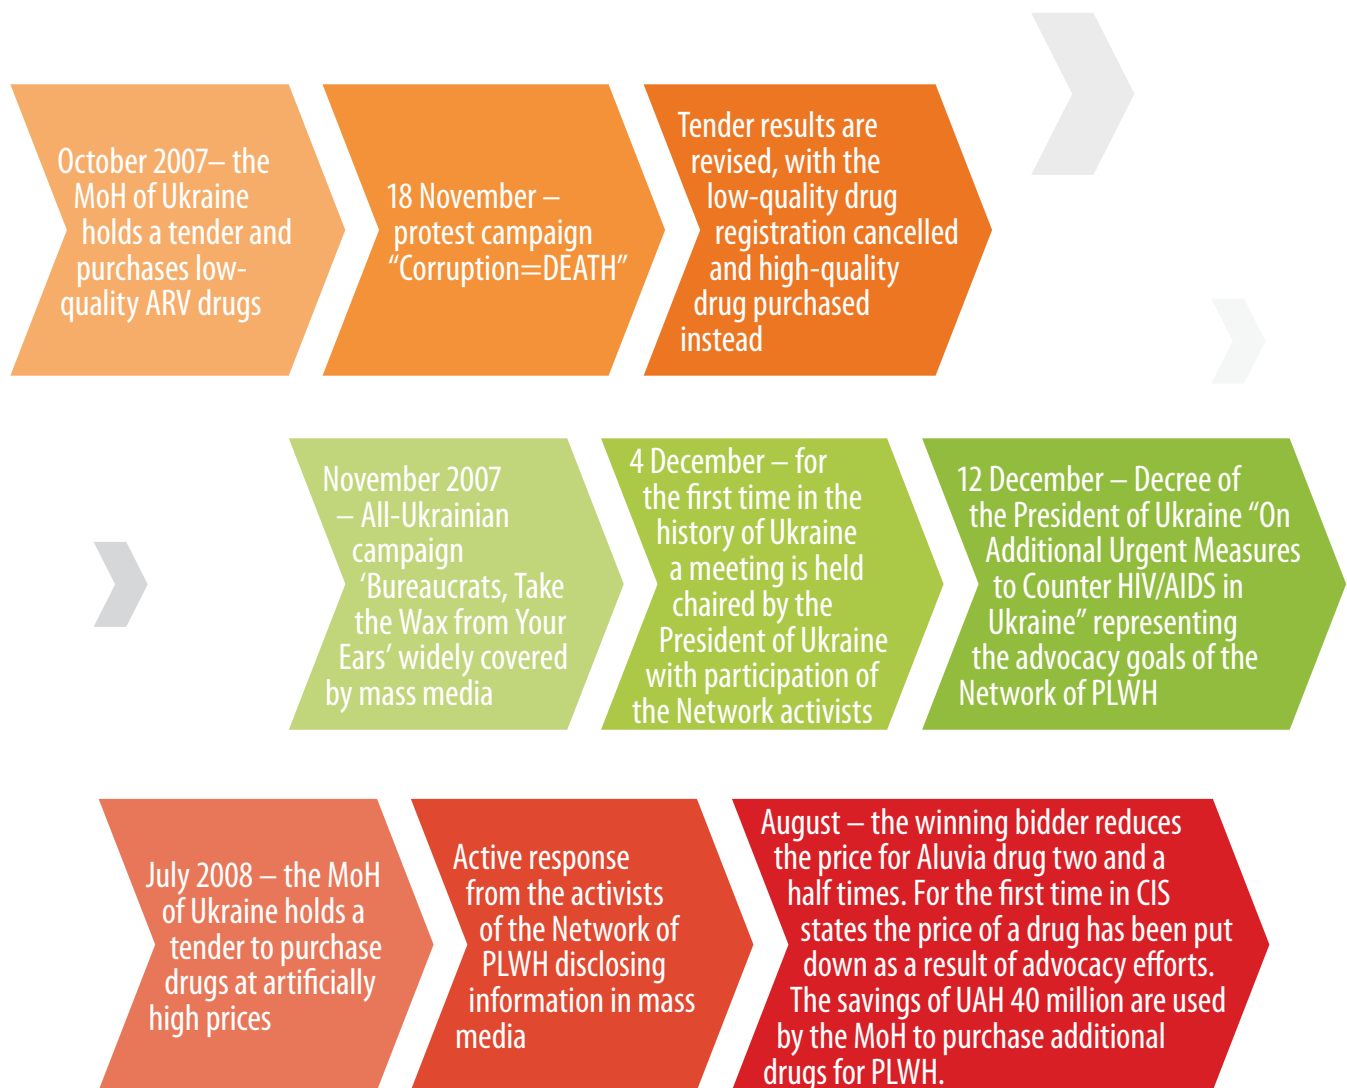 October 2007– the
MoH of Ukraine
holds a tender and
purchases low-
quality ARV drugs
18 November –
protest campaign
“Corruption=DEATH”
Tender results are
revised, with the
low-quality drug
registration cancelled
and high-quality
drug purchased
instead
November 2007
– All-Ukrainian
campaign
‘Bureaucrats, Take
the Wax from Your
Ears’ widely covered
by mass media
4 December – for
the first time in the
history of Ukraine
a meeting is held
chaired by the
President of Ukraine
with participation of
the Network activists
12 December – Decree of
the President of Ukraine “On
Additional Urgent Measures
to Counter HIV/AIDS in
Ukraine” representing
the advocacy goals of the
Network of PLWH
July 2008 – the MoH
of Ukraine holds a
tender to purchase
drugs at artificially
high prices
Active response
from the activists
of the Network of
PLWH disclosing
information in mass
media
August – the winning bidder reduces
the price for Aluvia drug two and a
half times. For the first time in CIS
states the price of a drug has been put
down as a result of advocacy efforts.
The savings of UAH 40 million are used
by the MoH to purchase additional
drugs for PLWH.